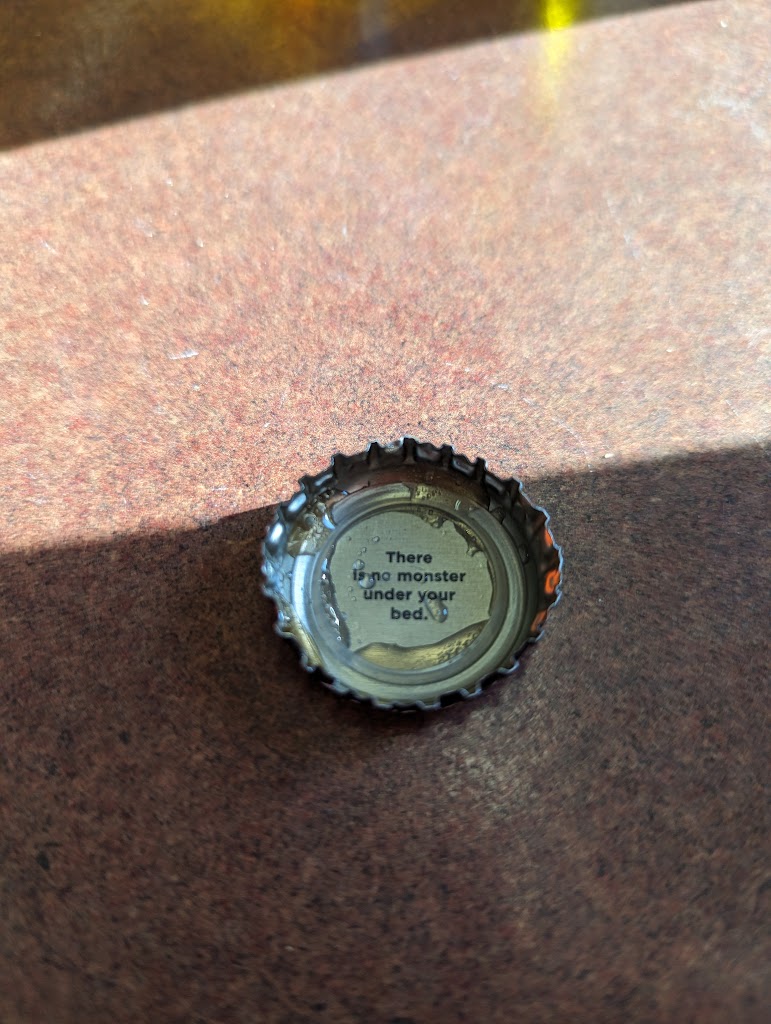 There
is no monster
under your
bed.